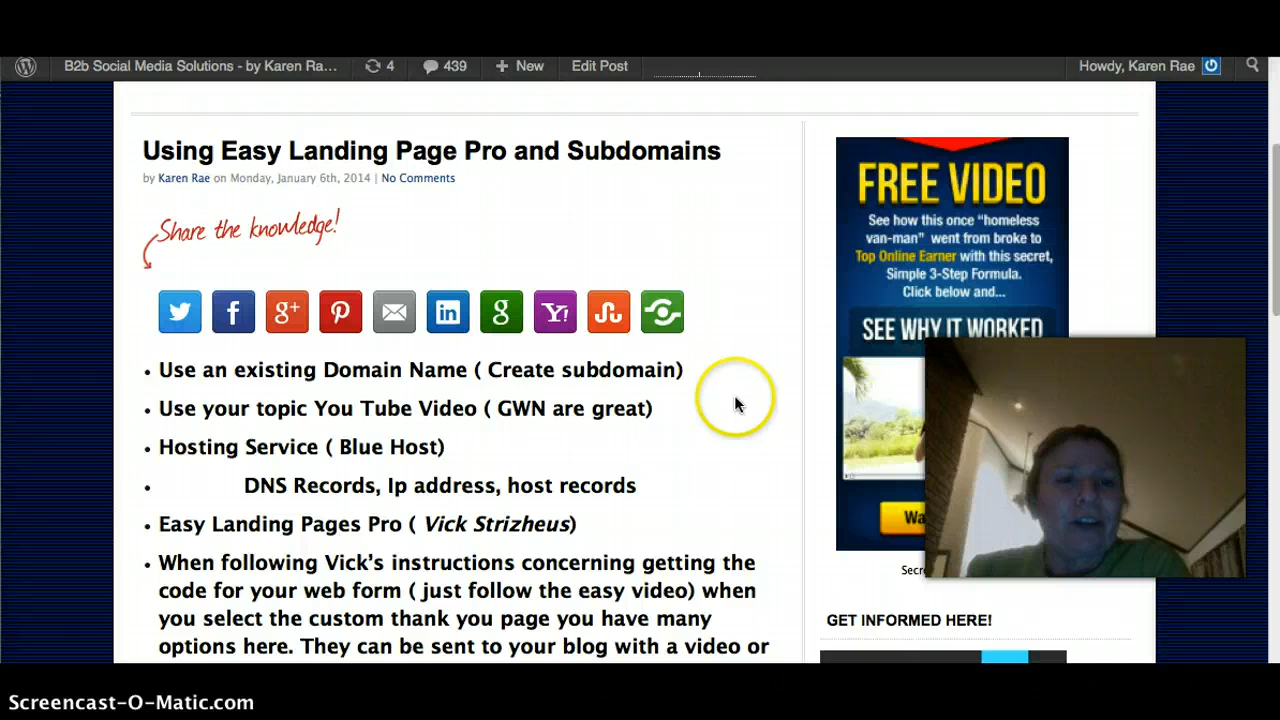 B2b Social Media Solutions - by Karen Ra... 4 439 + New Edit Post Howdy, Karen Rae
Using Easy Landing Page Pro and Subdomains
by Karen Rae on Monday, January 6th, 2014 | No Comments
Share the knowledge!
• Use an existing Domain Name ( Create subdomain)
• Use your topic You Tube Video ( GWN are great)
• Hosting Service ( Blue Host)
• DNS Records, Ip address, host records
• Easy Landing Pages Pro ( Vick Strizheus)
• When following Vick's instructions concerning getting the
code for your web form ( just follow the easy video) when
you select the custom thank you page you have many
options here. They can be sent to your blog with a video or
FREE VIDEO
See how this once “homeless
van-man” went from broke to
Top Online Earner with this secret,
Simple 3-Step Formula.
Click below and...
SEE WHY IT WORKED
GET INFORMED HERE!
Screencast-O-Matic.com